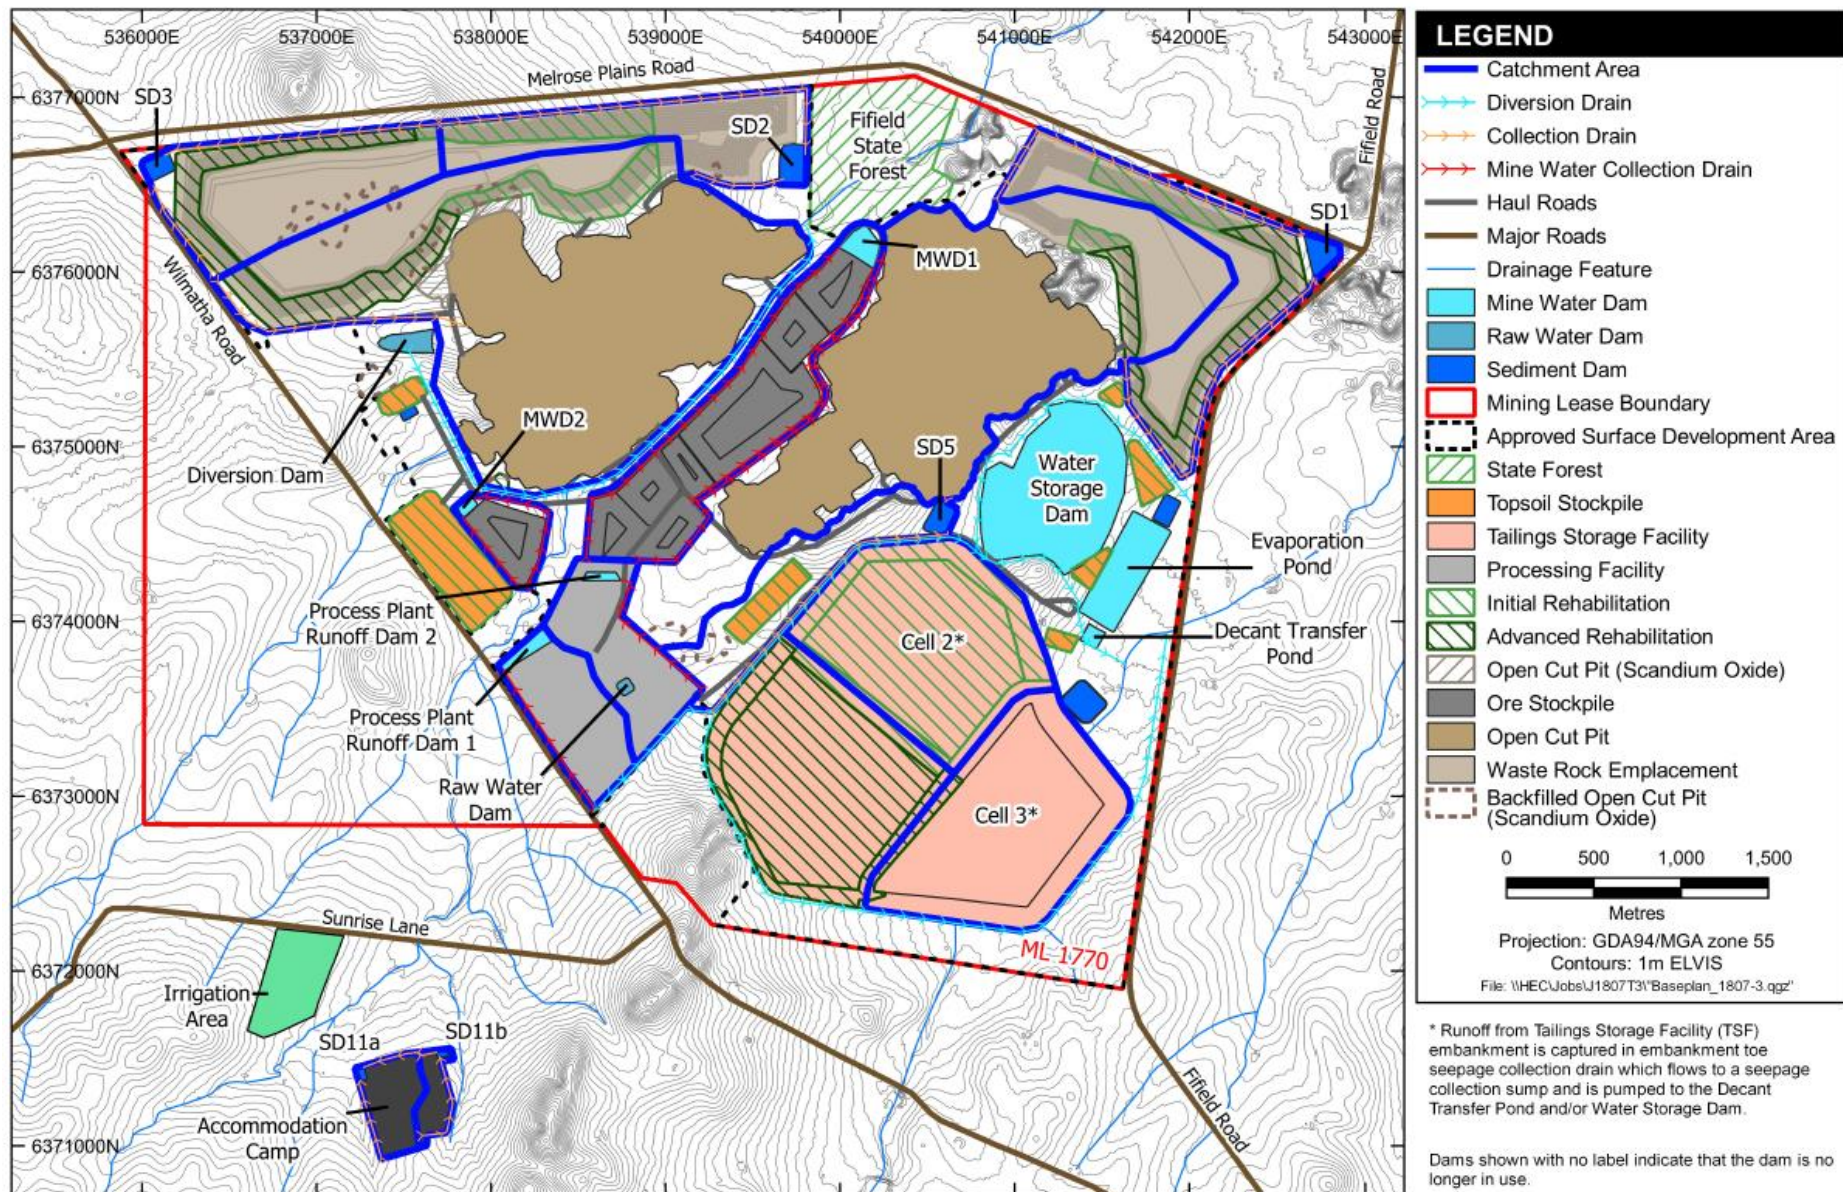 536000E
537000E
538000E
539000E
540000E
541000E
542000E
543000E
6377000N
6376000N
6375000N
6374000N
6373000N
6372000N
6371000N
Melrose Plains Road
Fifield Road
SD3
SD2
Fifield
State
Forest
SD1
MWD1
Wilmatha Road
MWD2
Diversion Dam
SD5
Water
Storage
Dam
Evaporation
Pond
Process Plant
Runoff Dam 2
Decant Transfer
Pond
Cell 2*
Process Plant
Runoff Dam 1
Raw Water
Dam
Cell 3*
Sunrise Lane
ML 1770
Irrigation
Area
SD11a
SD11b
Accommodation
Camp
Fifield Road
LEGEND
Catchment Area
Diversion Drain
Collection Drain
Mine Water Collection Drain
Haul Roads
Major Roads
Drainage Feature
Mine Water Dam
Raw Water Dam
Sediment Dam
Mining Lease Boundary
Approved Surface Development Area
State Forest
Topsoil Stockpile
Tailings Storage Facility
Processing Facility
Initial Rehabilitation
Advanced Rehabilitation
Open Cut Pit (Scandium Oxide)
Ore Stockpile
Open Cut Pit
Waste Rock Emplacement
Backfilled Open Cut Pit
(Scandium Oxide)
0 500 1,000 1,500
Metres
Projection: GDA94/MGA zone 55
Contours: 1m ELVIS
File: \\HEC\Jobs\J1807T3\"Baseplan_1807-3.qgz"
* Runoff from Tailings Storage Facility (TSF)
embankment is captured in embankment toe
seepage collection drain which flows to a seepage
collection sump and is pumped to the Decant
Transfer Pond and/or Water Storage Dam.
Dams shown with no label indicate that the dam is no
longer in use.